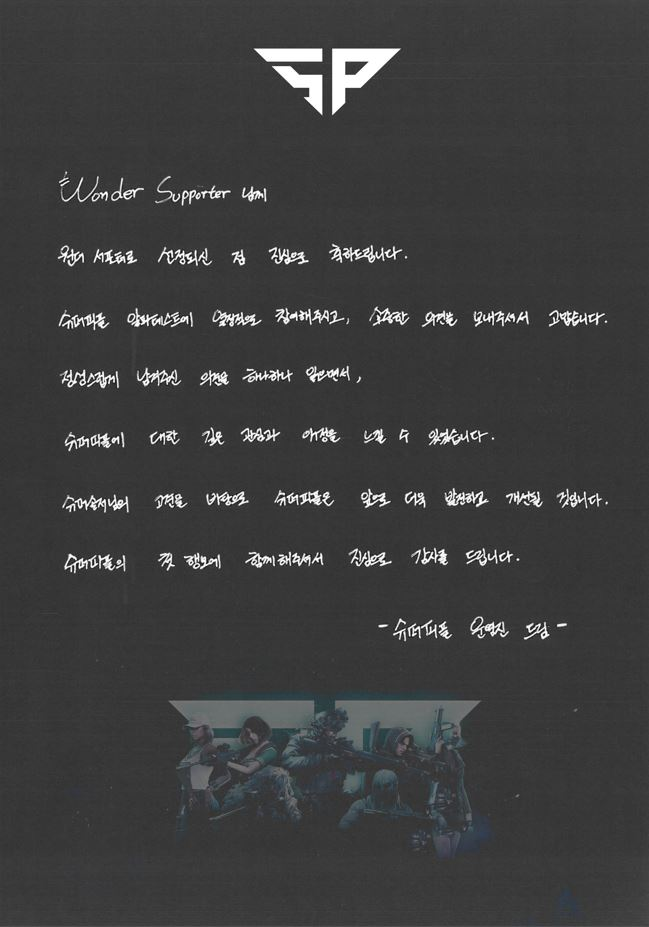 SP
Wonder Supporter 님께
원더 서포터로 선정되신 점 진심으로 축하드립니다.
슈퍼피플 알파테스트에 열정적으로 참여해주시고, 소중한 의견을 보내주셔서 고맙습니다.
정성스럽게 남겨주신 의견을 하나하나 읽으면서,
슈퍼피플에 대한 깊은 관심과 애정을 느낄 수 있었습니다.
슈퍼솔져님의 고견을 바탕으로 슈퍼피플은 앞으로 더욱 발전하고 개선될 것입니다.
슈퍼피플의 첫 행보에 함께해주셔서 진심으로 감사를 드립니다.
- 슈퍼피플 운영진 드림 -